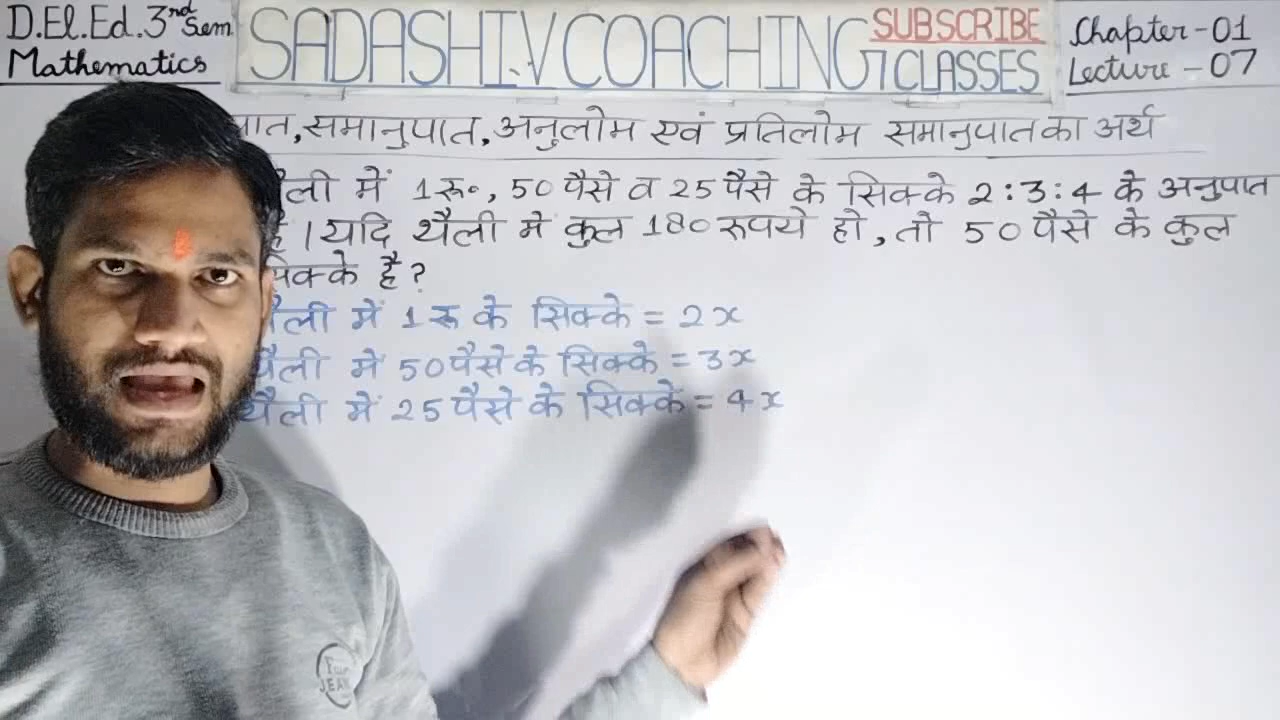 D.El.Ed. 3rd Sem
Mathematics
SADASHIV COACHING
SUBSCRIBE
CLASSES
Chapter-01
Lecture-07
समानुपात, अनुलोम एवं प्रतिलोम समानुपात का अर्थ
में 1रू०, 50 पैसे व 25 पैसे के सिक्के 2:3:4 के अनुपात
है । यदि थैली में कुल 180 रूपये हो, तो 50 पैसे के कुल
है ?
में 1रू के सिक्के = 2x
थैली में 50 पैसे के सिक्के = 3x
थैली में 25 पैसे के सिक्के = 4x
JEAN